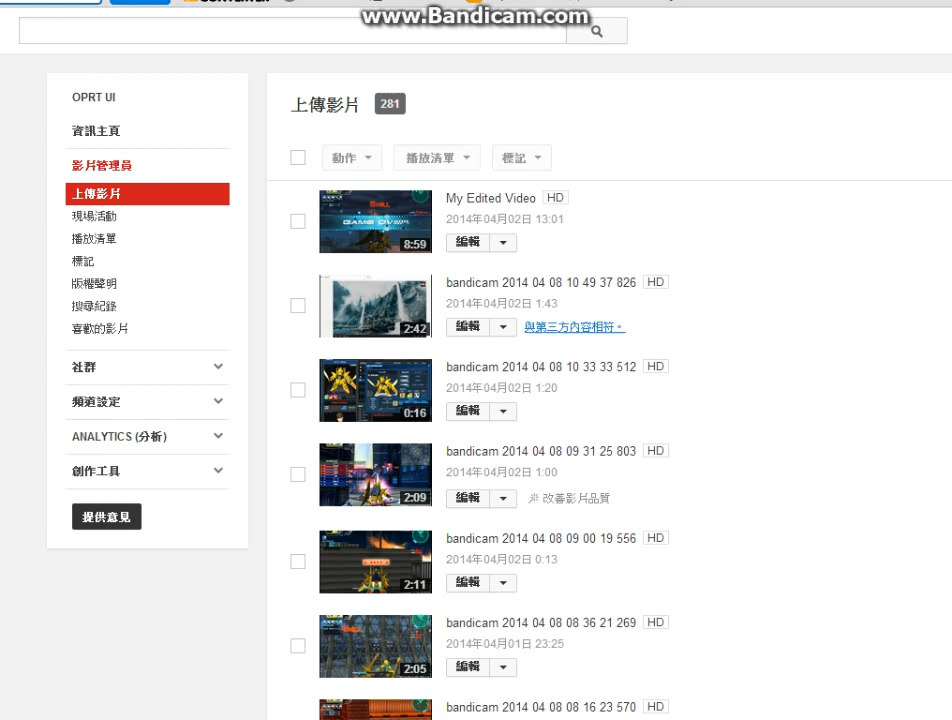 www.Bandicam.com
OPRT UI
資訊主頁
影片管理員
上傳影片
現場活動
播放清單
標記
版權聲明
搜尋紀錄
喜歡的影片
社群
頻道設定
ANALYTICS (分析)
創作工具
提供意見
上傳影片 281
動作 播放清單 標記
My Edited Video HD
2014年04月02日 13:01
8:59
編輯
bandicam 2014 04 08 10 49 37 826 HD
2014年04月02日 1:43
2:42
編輯 與第三方內容相符。
bandicam 2014 04 08 10 33 33 512 HD
2014年04月02日 1:20
0:16
編輯
bandicam 2014 04 08 09 31 25 803 HD
2014年04月02日 1:00
2:09
編輯 ※ 改善影片品質
bandicam 2014 04 08 09 00 19 556 HD
2014年04月02日 0:13
2:11
編輯
bandicam 2014 04 08 08 36 21 269 HD
2014年04月01日 23:25
2:05
編輯
bandicam 2014 04 08 08 16 23 570 HD